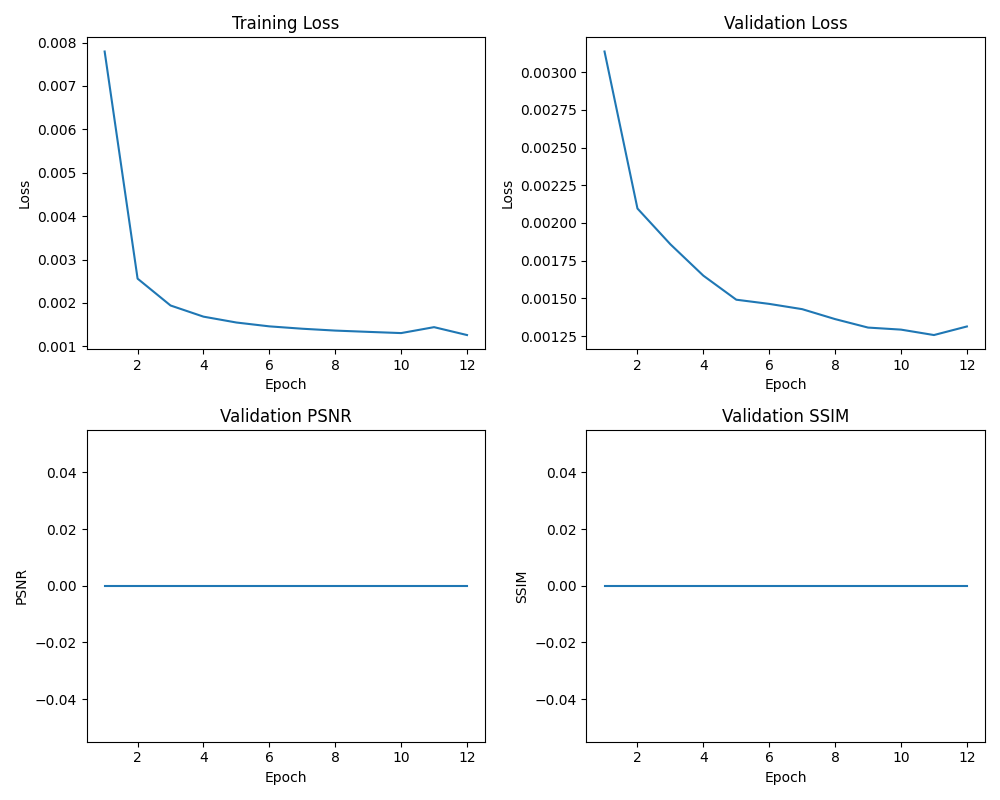 Training Loss
0.008
0.007
0.006
0.005
0.004
0.003
0.002
0.001
Loss
2 4 6 8 10 12
Epoch
Validation Loss
0.00300
0.00275
0.00250
0.00225
0.00200
0.00175
0.00150
0.00125
Loss
2 4 6 8 10 12
Epoch
Validation PSNR
0.04
0.02
0.00
−0.02
−0.04
PSNR
2 4 6 8 10 12
Epoch
Validation SSIM
0.04
0.02
0.00
−0.02
−0.04
SSIM
2 4 6 8 10 12
Epoch